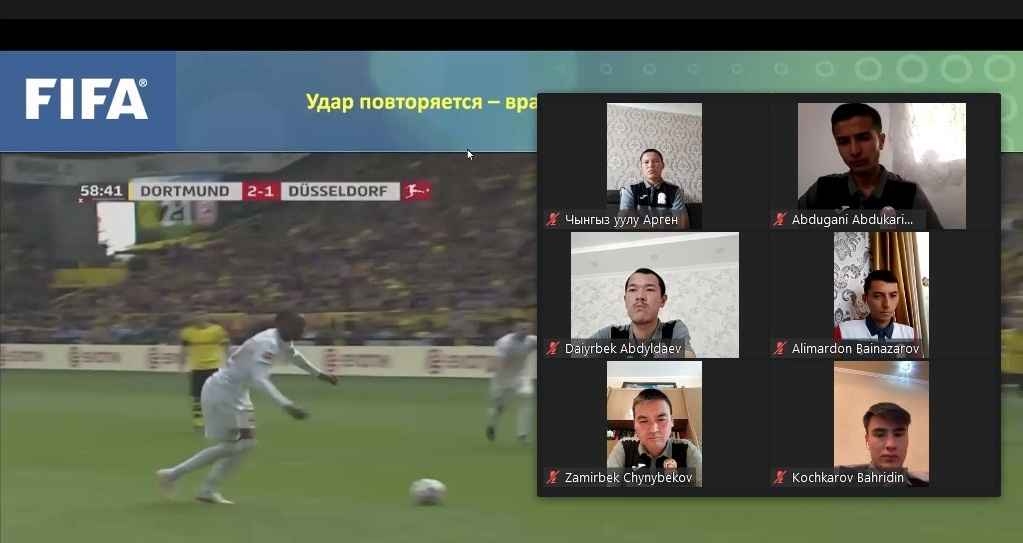 FIFA®
Удар повторяется – вра
58:41 DORTMUND 2-1 DÜSSELDORF
Чынгыз уулу Арген
Abdugani Abdukari...
Daiyrbek Abdyldaev
Alimardon Bainazarov
Zamirbek Chynybekov
Kochkarov Bahridin